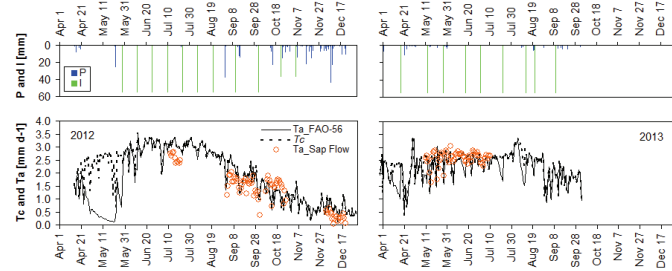 Apr 1 Apr 21 May 11 May 31 Jun 20 Jul 10 Jul 30 Aug 19 Sep 8 Sep 28 Oct 18 Nov 7 Nov 27 Dec 17
Apr 1 Apr 21 May 11 May 31 Jun 20 Jul 10 Jul 30 Aug 19 Sep 8 Sep 28 Oct 18 Nov 7 Nov 27 Dec 17
P and I [mm]
0
20
40
60
P
I
Tc and Ta [mm d-1]
4.0
3.5
3.0
2.5
2.0
1.5
1.0
0.5
0.0
2012
Ta_FAO-56
Tc
Ta_Sap Flow
2013
Apr 1 Apr 21 May 11 May 31 Jun 20 Jul 10 Jul 30 Aug 19 Sep 8 Sep 28 Oct 18 Nov 7 Nov 27 Dec 17
Apr 1 Apr 21 May 11 May 31 Jun 20 Jul 10 Jul 30 Aug 19 Sep 8 Sep 28 Oct 18 Nov 7 Nov 27 Dec 17